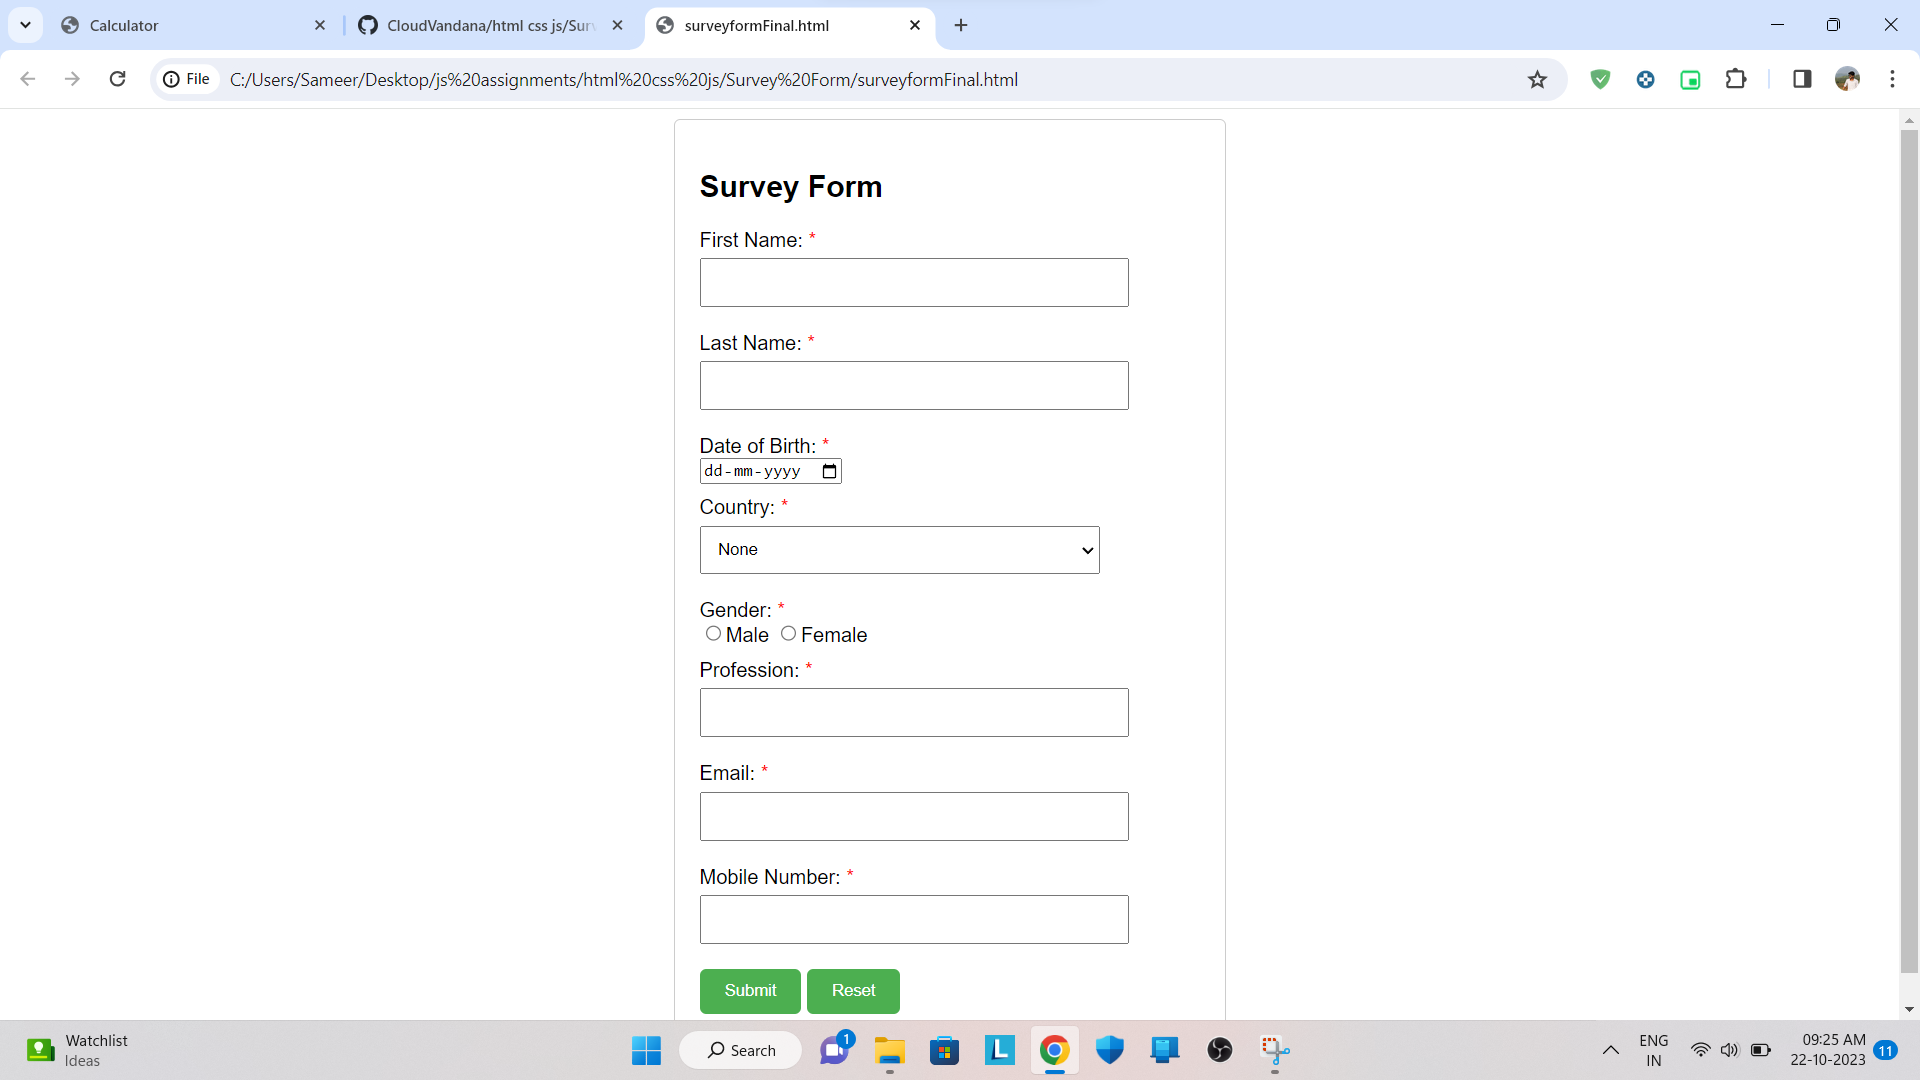 Calculator
CloudVandana/html css js/Surv
surveyformFinal.html
File
C:/Users/Sameer/Desktop/js%20assignments/html%20css%20js/Survey%20Form/surveyformFinal.html
Survey Form
First Name: *
Last Name: *
Date of Birth: *
dd-mm-yyyy
Country: *
None
Gender: *
Male Female
Profession: *
Email: *
Mobile Number: *
Submit Reset
Watchlist
Ideas
Search
1
L
ENG
IN
09:25 AM
22-10-2023
11